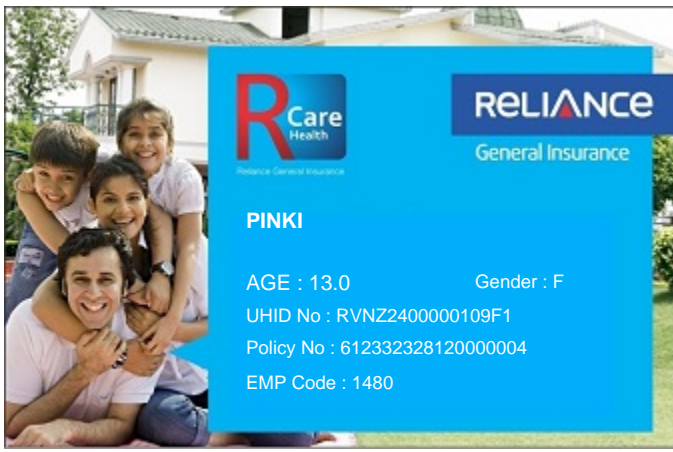 R Care
Health
Reliance General Insurance
RELIANCE
General Insurance
PINKI
AGE : 13.0 Gender : F
UHID No : RVNZ2400000109F1
Policy No : 612332328120000004
EMP Code : 1480